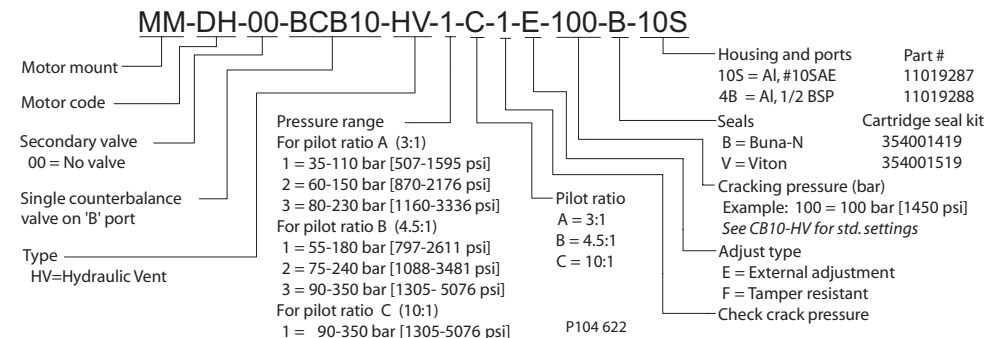 MM-DH-00-BCB10-HV-1-C-1-E-100-B-10S
Motor mount
Motor code
Secondary valve
00 = No valve
Single counterbalance
valve on 'B' port
Type
HV=Hydraulic Vent
Pressure range
For pilot ratio A (3:1)
1 = 35-110 bar [507-1595 psi]
2 = 60-150 bar [870-2176 psi]
3 = 80-230 bar [1160-3336 psi]
For pilot ratio B (4.5:1)
1 = 55-180 bar [797-2611 psi]
2 = 75-240 bar [1088-3481 psi]
3 = 90-350 bar [1305- 5076 psi]
For pilot ratio C (10:1)
1 = 90-350 bar [1305-5076 psi]
Pilot ratio
A = 3:1
B = 4.5:1
C = 10:1
P104 622
Housing and ports Part #
10S = Al, #10SAE 11019287
4B = Al, 1/2 BSP 11019288
Seals Cartridge seal kit
B = Buna-N 354001419
V = Viton 354001519
Cracking pressure (bar)
Example: 100 = 100 bar [1450 psi]
See CB10-HV for std. settings
Adjust type
E = External adjustment
F = Tamper resistant
Check crack pressure